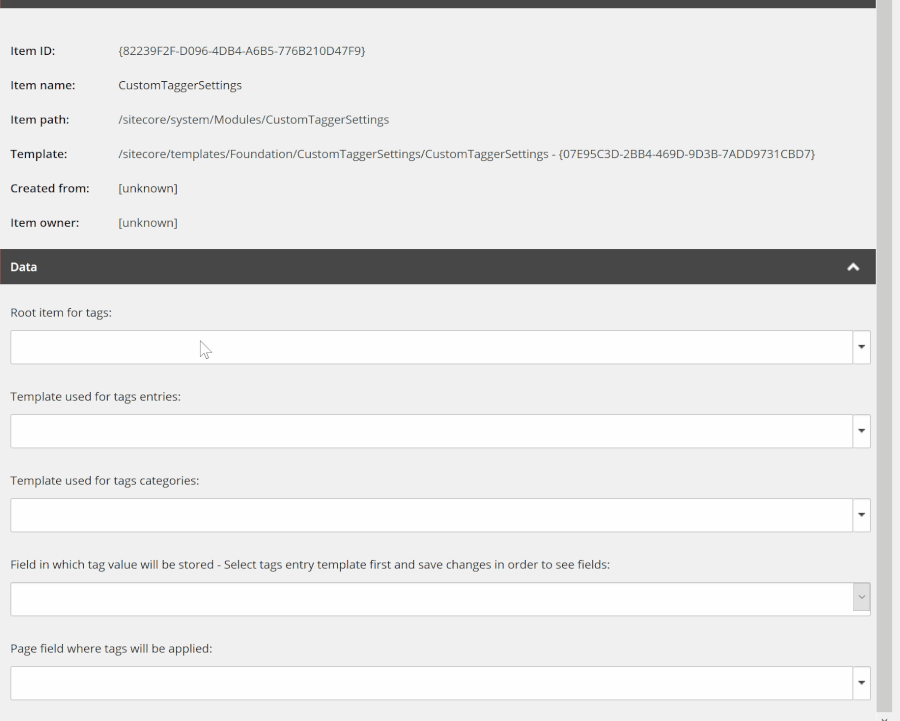 Item ID: {82239F2F-D096-4DB4-A6B5-776B210D47F9}
Item name: CustomTaggerSettings
Item path: /sitecore/system/Modules/CustomTaggerSettings
Template: /sitecore/templates/Foundation/CustomTaggerSettings/CustomTaggerSettings - {07E95C3D-2BB4-469D-9D3B-7ADD9731CBD7}
Created from: [unknown]
Item owner: [unknown]
Data
Root item for tags:
Template used for tags entries:
Template used for tags categories:
Field in which tag value will be stored - Select tags entry template first and save changes in order to see fields:
Page field where tags will be applied: